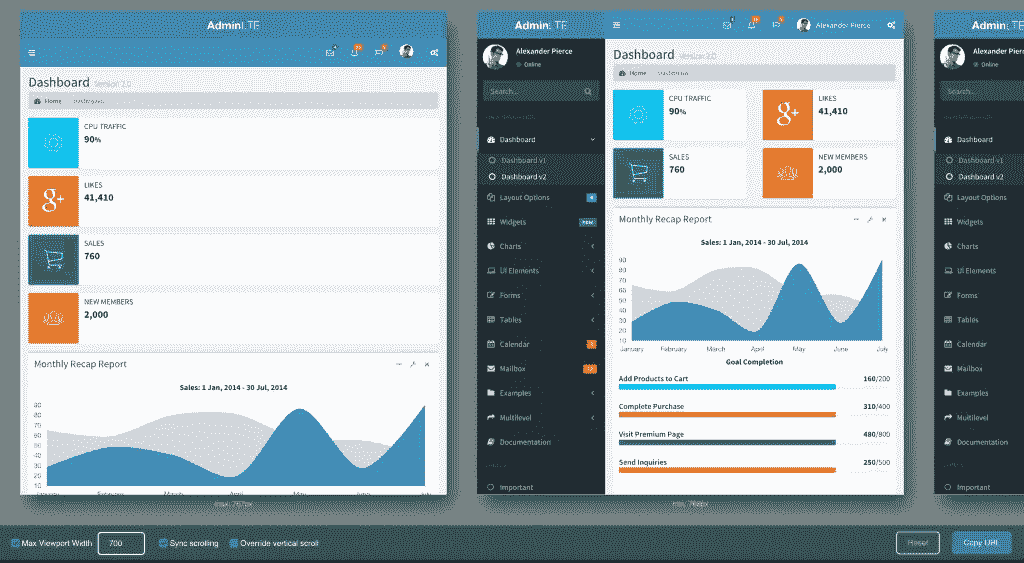 AdminLTE
Dashboard Version 2.0
Home
CPU TRAFFIC
90%
LIKES
41,410
SALES
760
NEW MEMBERS
2,000
Monthly Recap Report
Sales: 1 Jan, 2014 - 30 Jul, 2014
90
80
70
60
50
40
30
20
10
January February March April May June July
AdminLTE
Alexander Pierce
Alexander Pierce
Online
Search...
Dashboard
Dashboard v1
Dashboard v2
Layout Options 4
Widgets new
Charts
UI Elements
Forms
Tables
Calendar
Mailbox
Examples
Multilevel
Documentation
Important
Dashboard Version 2.0
Home
CPU TRAFFIC
90%
LIKES
41,410
SALES
760
NEW MEMBERS
2,000
Monthly Recap Report
Sales: 1 Jan, 2014 - 30 Jul, 2014
90
80
70
60
50
40
30
20
10
January February March April May June July
Goal Completion
Add Products to Cart 160/200
Complete Purchase 310/400
Visit Premium Page 480/800
Send Inquiries 250/500
Alexander Pierce
Online
Search...
Dashboard
Dashboard v1
Dashboard v2
Layout Options
Widgets
Charts
UI Elements
Forms
Tables
Calendar
Mailbox
Examples
Multilevel
Documentation
Important
max: 767px
Max Viewport Width 700 Sync scrolling Override vertical scroll Reset Copy URL